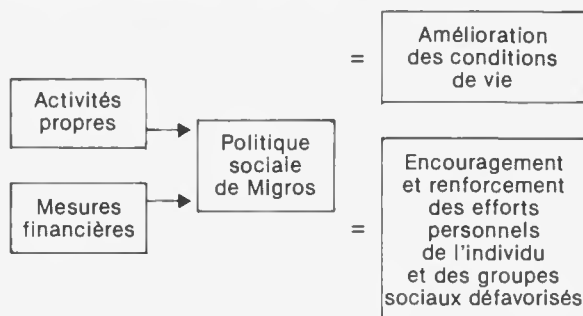 Activités
propres
Mesures
financières
Politique
sociale
de Migros
=
Amélioration
des conditions
de vie
=
Encouragement
et renforcement
des efforts
personnels
de l'individu
et des groupes
sociaux défavorisés